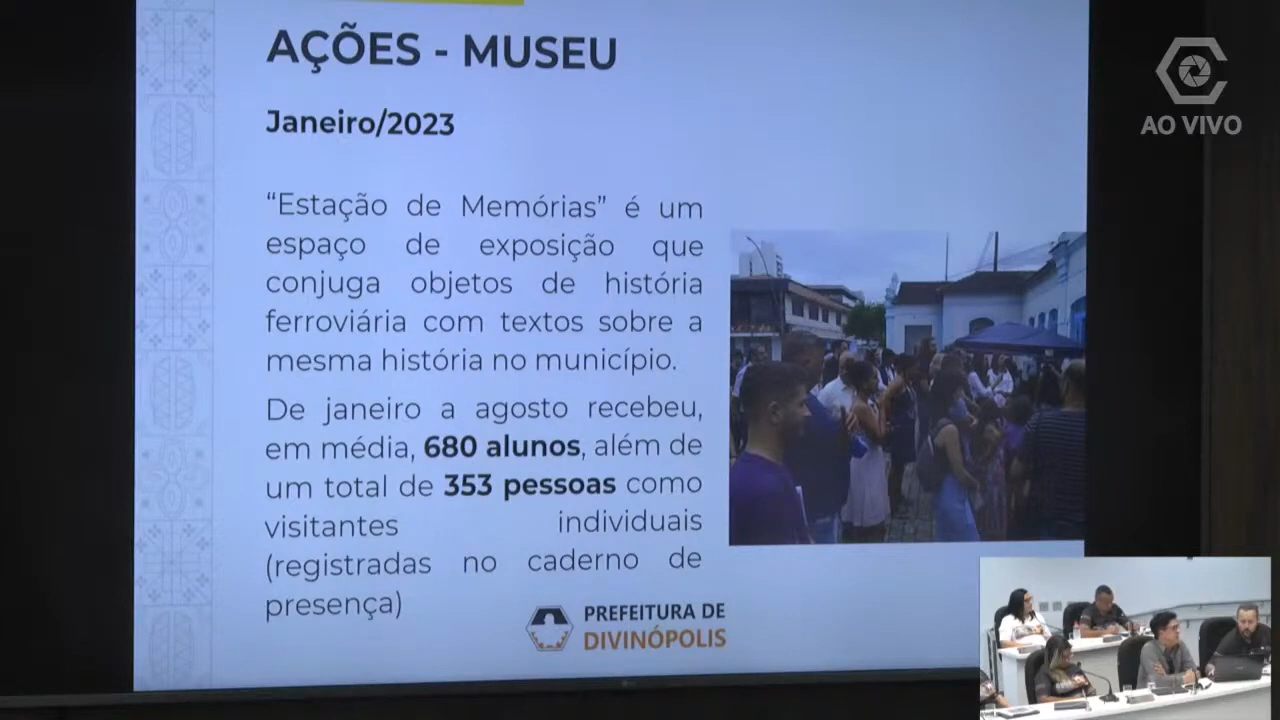 AÇÕES - MUSEU
AO VIVO
Janeiro/2023
“Estação de Memórias” é um
espaço de exposição que
conjuga objetos de história
ferroviária com textos sobre a
mesma história no município.
De janeiro a agosto recebeu,
em média, 680 alunos, além de
um total de 353 pessoas como
visitantes individuais
(registradas no caderno de
presença)
PREFEITURA DE
DIVINÓPOLIS